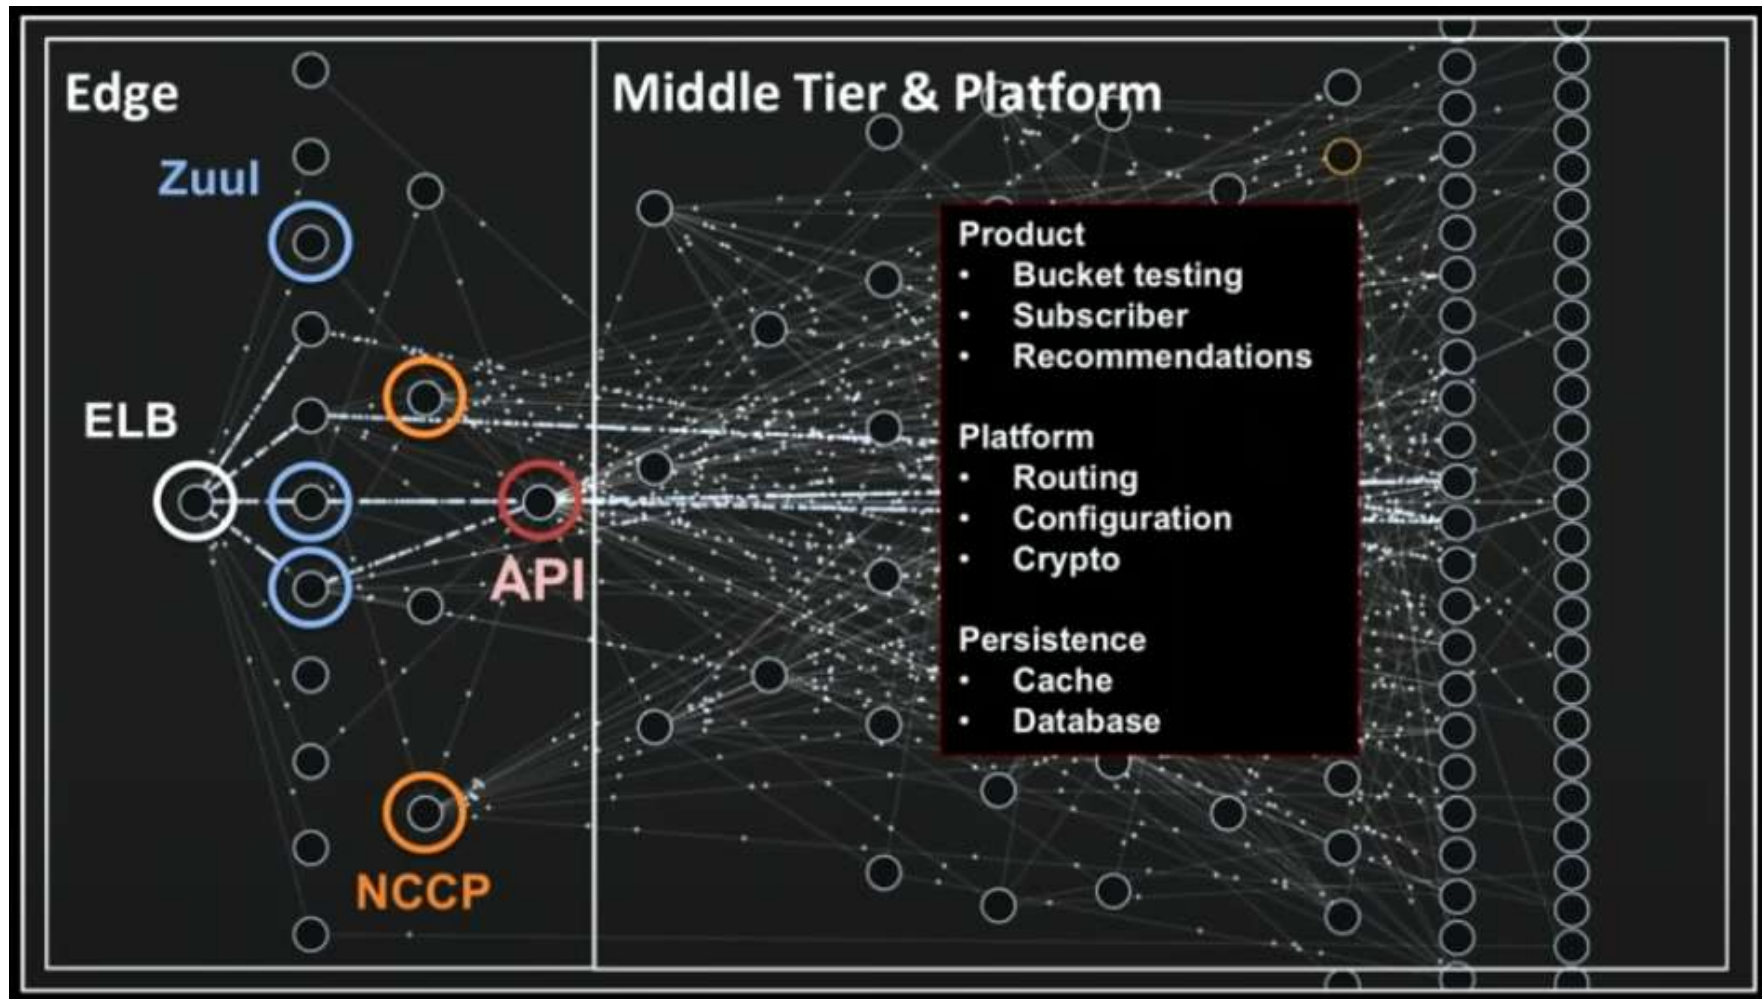 Edge
Middle Tier & Platform
Zuul
ELB
API
NCCP
Product
• Bucket testing
• Subscriber
• Recommendations
Platform
• Routing
• Configuration
• Crypto
Persistence
• Cache
• Database